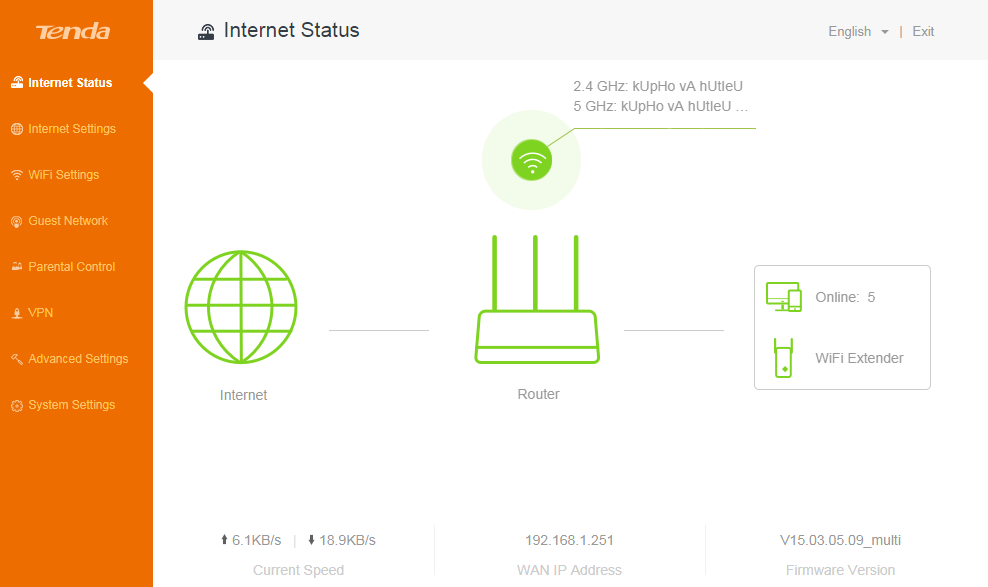 Tenda
Internet Status
English | Exit
Internet Status
Internet Settings
WiFi Settings
Guest Network
Parental Control
VPN
Advanced Settings
System Settings
2.4 GHz: kUpHo vA hUtIeU
5 GHz: kUpHo vA hUtIeU ...
Online: 5
WiFi Extender
Internet
Router
6.1KB/s | 18.9KB/s
Current Speed
192.168.1.251
WAN IP Address
V15.03.05.09_multi
Firmware Version